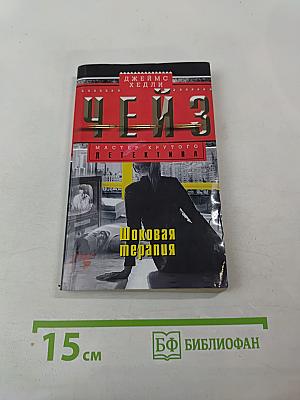 ДЖЕЙМС
ХЕДЛИ
ЧЕЙЗ
МАСТЕР КРУТОГО
ДЕТЕКТИВА
Шоковая
терапия
15 см
БФ БИБЛИОФАН